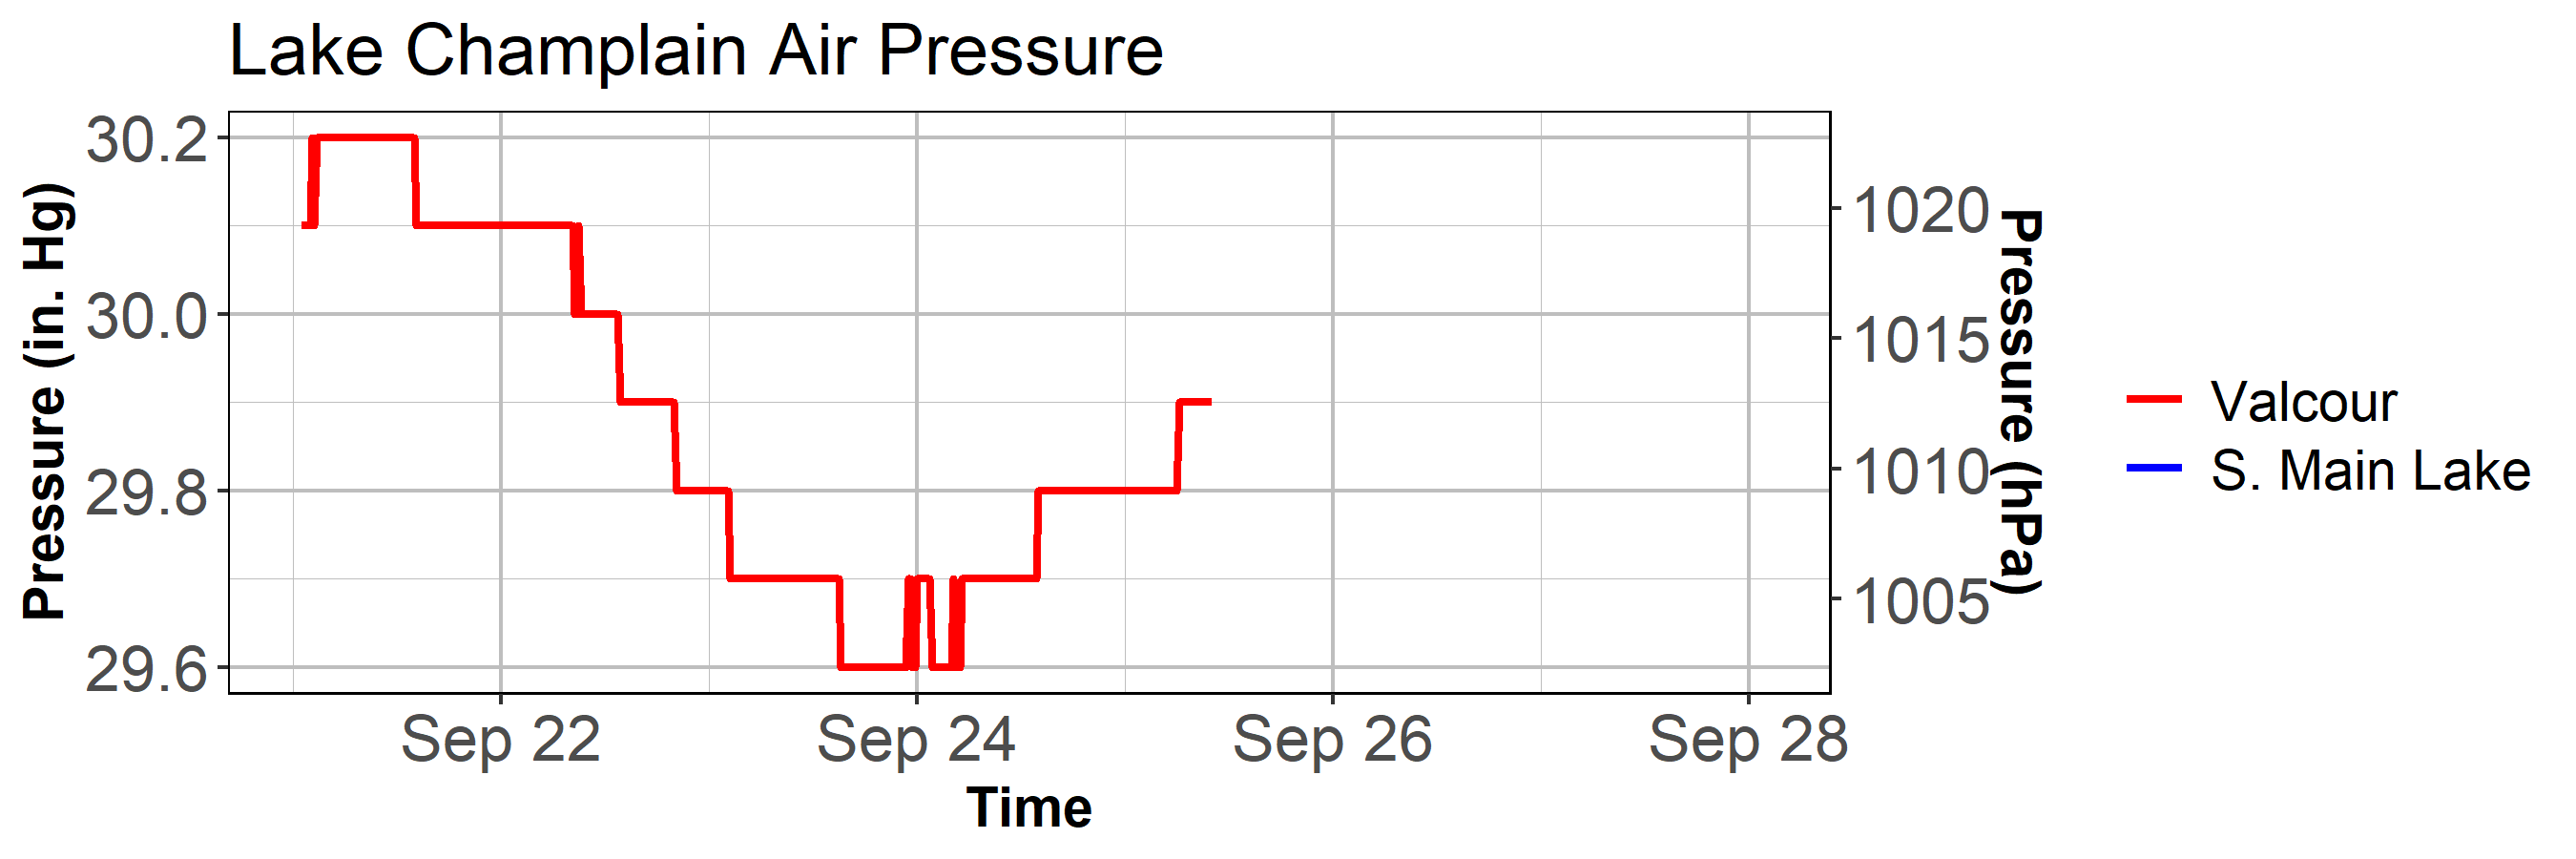 Lake Champlain Air Pressure
Pressure (in. Hg)
30.2
30.0
29.8
29.6
Sep 22 Sep 24 Sep 26 Sep 28
Time
1020
1015
1010
1005
Pressure (hPa)
Valcour
S. Main Lake